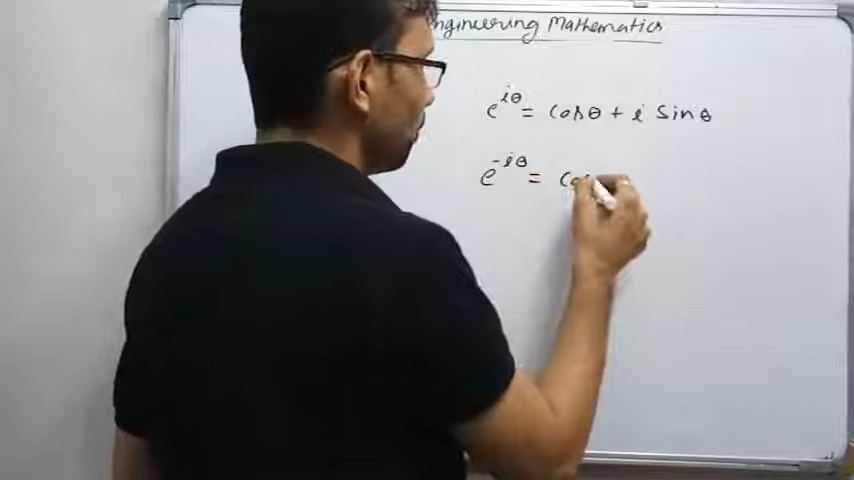 Engineering Mathematics
e^{iθ} = cosθ + i sinθ
e^{-iθ} = cos